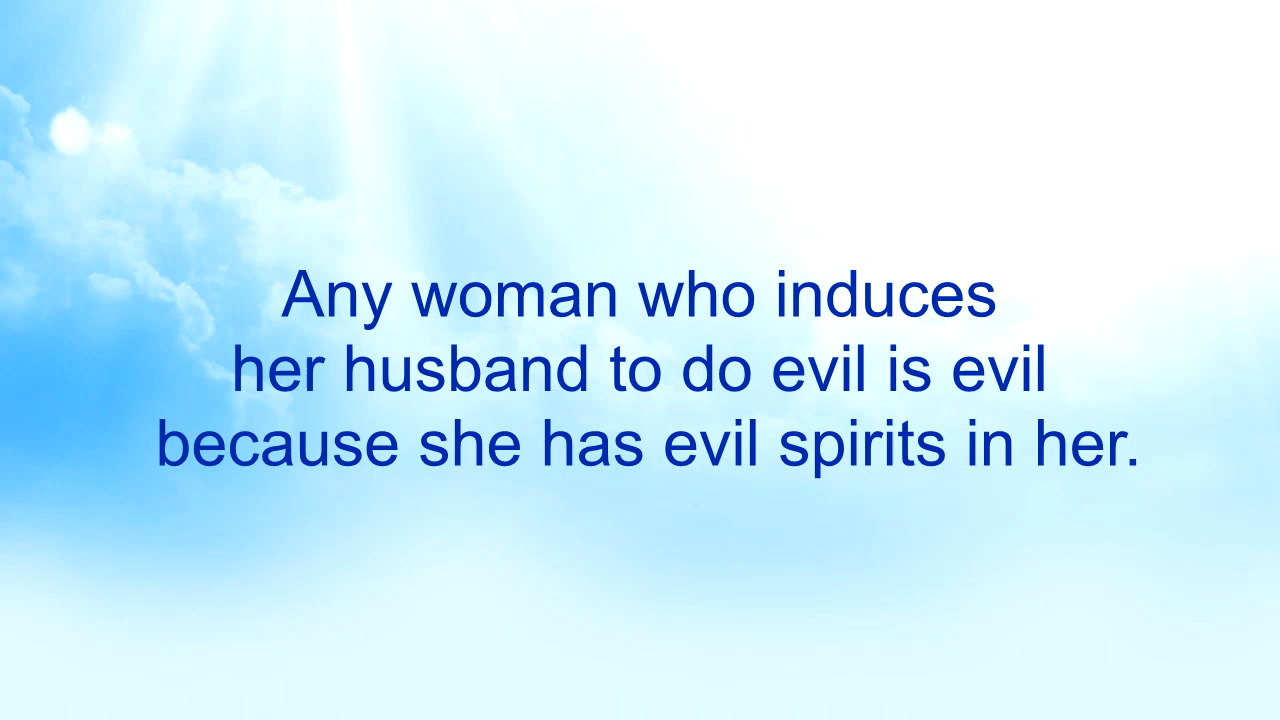 Any woman who induces
her husband to do evil is evil
because she has evil spirits in her.